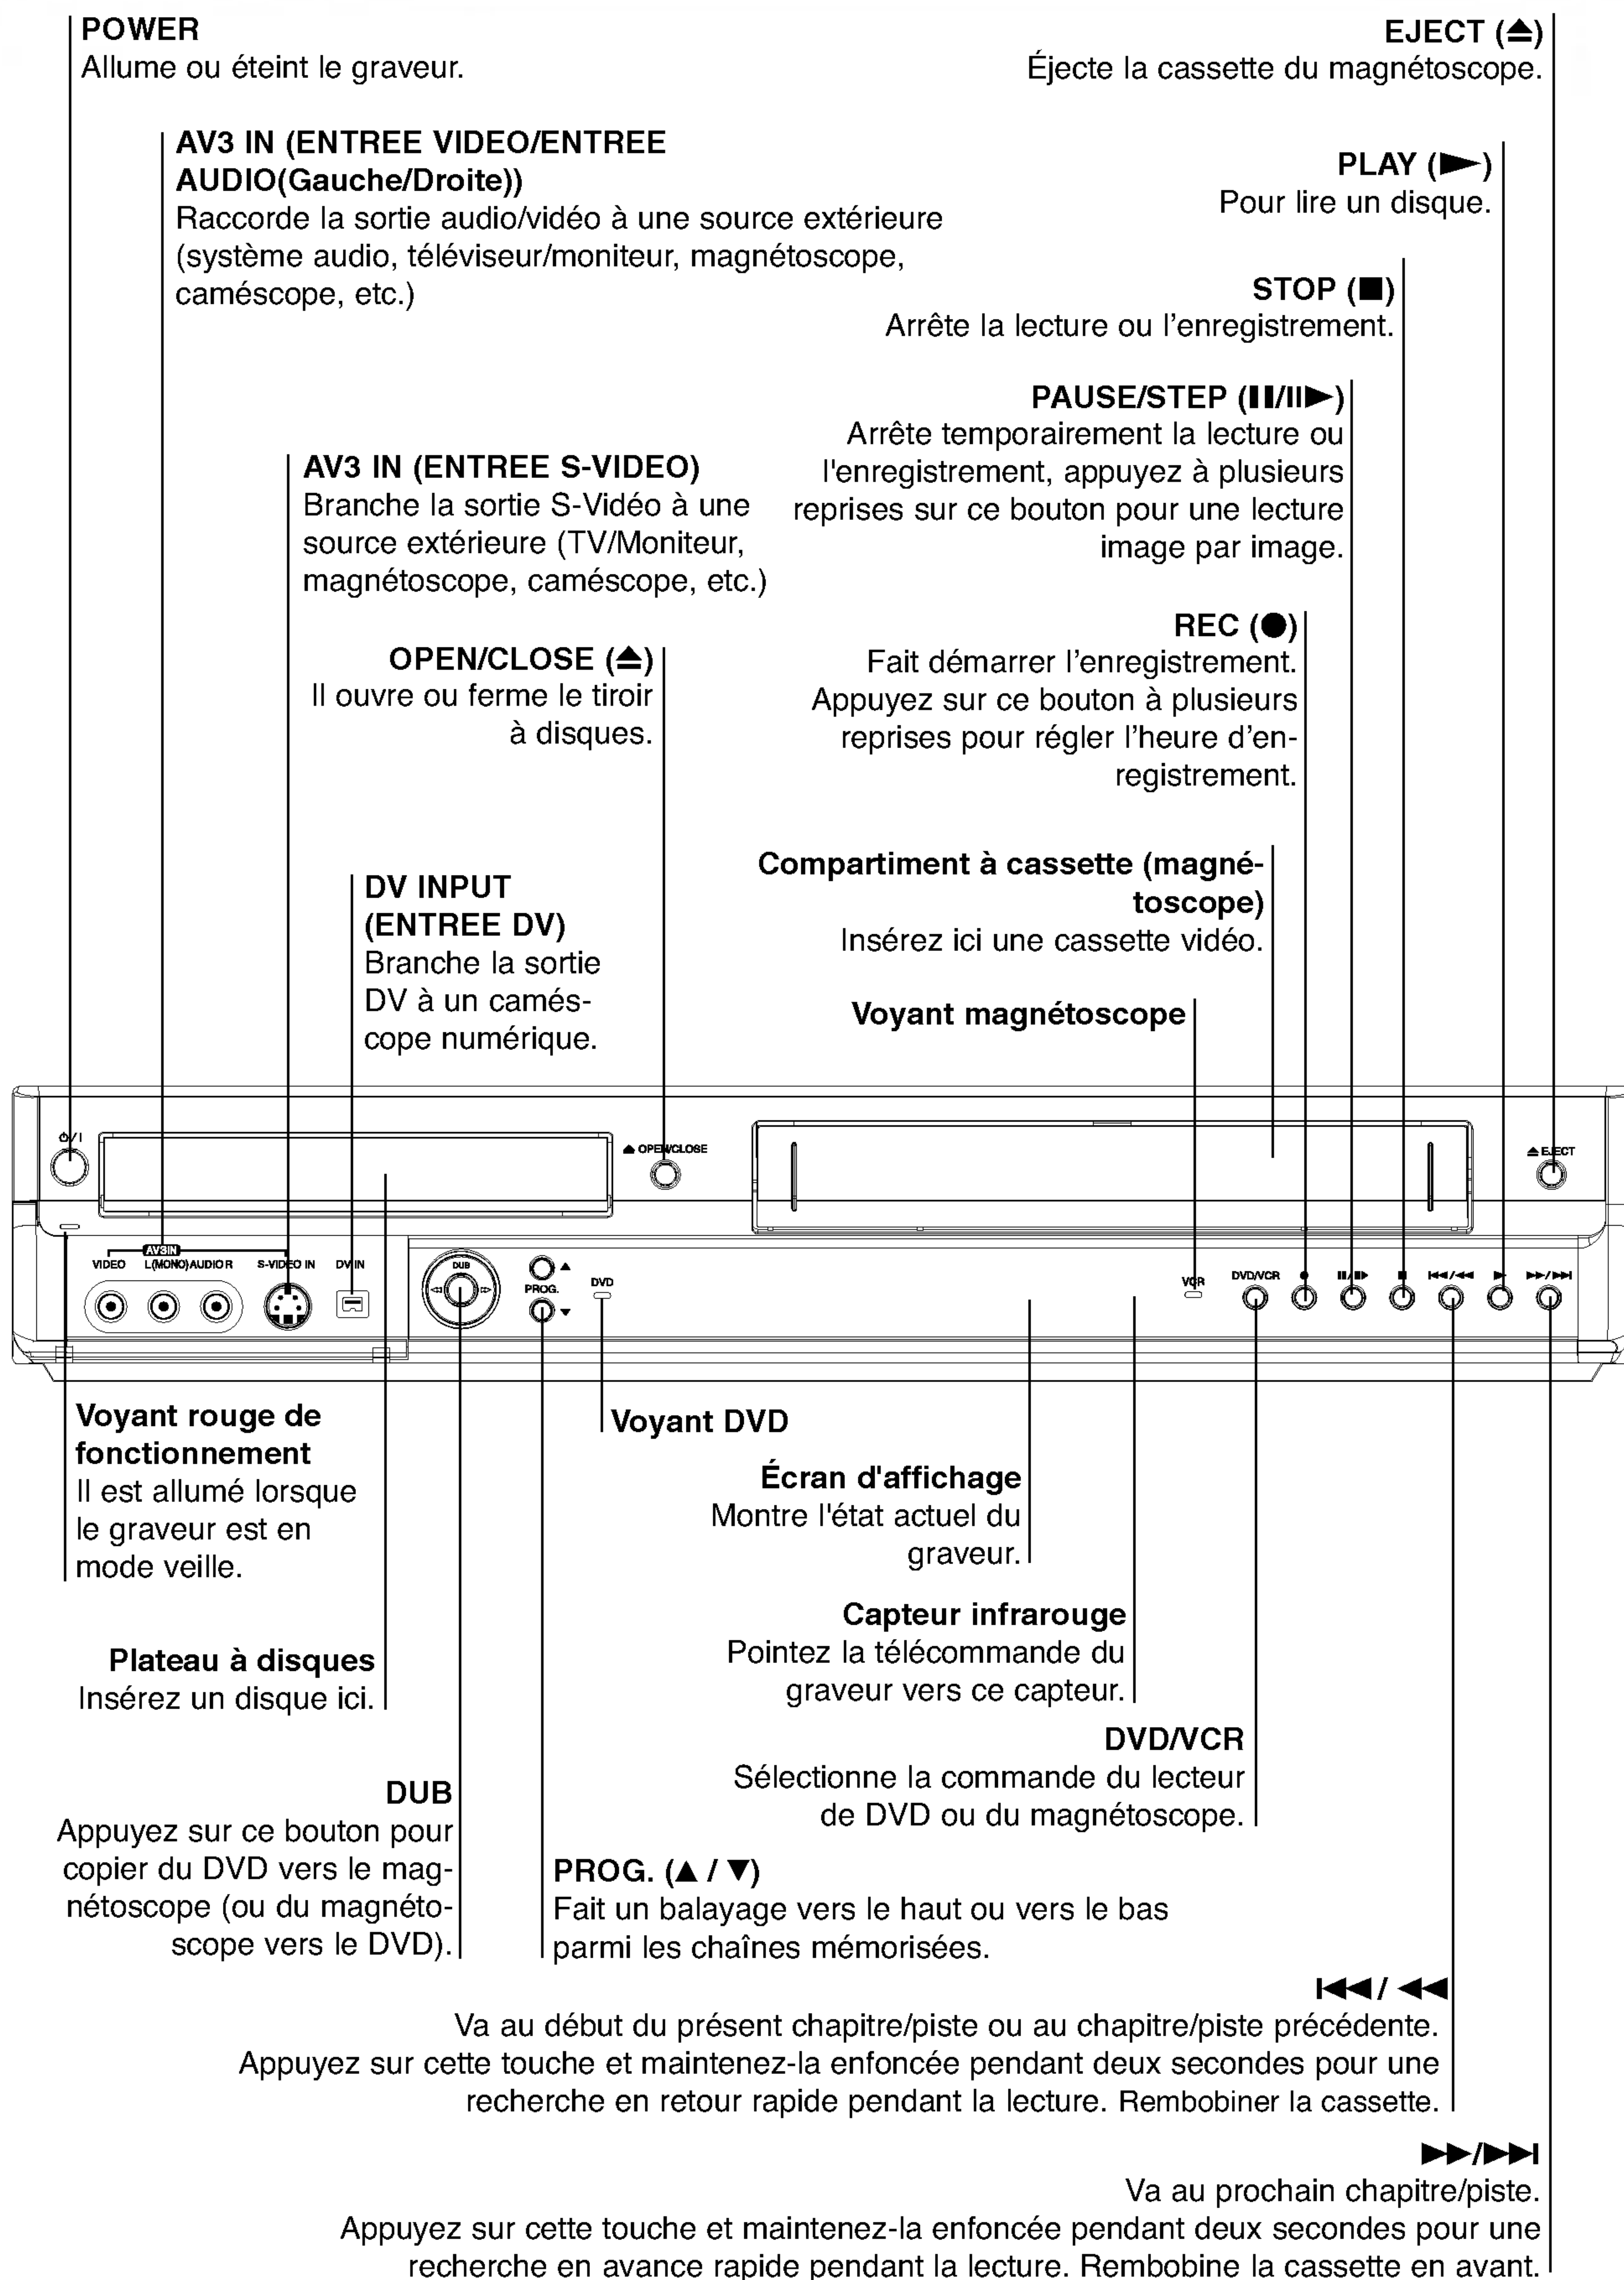 POWER
Allume ou éteint le graveur.
EJECT (⏏)
Éjecte la cassette du magnétoscope.
AV3 IN (ENTREE VIDEO/ENTREE
AUDIO(Gauche/Droite))
Raccorde la sortie audio/vidéo à une source extérieure
(système audio, téléviseur/moniteur, magnétoscope,
caméscope, etc.)
PLAY (►)
Pour lire un disque.
STOP (■)
Arrête la lecture ou l’enregistrement.
PAUSE/STEP (❚❚/II►)
Arrête temporairement la lecture ou
l'enregistrement, appuyez à plusieurs
reprises sur ce bouton pour une lecture
image par image.
AV3 IN (ENTREE S-VIDEO)
Branche la sortie S-Vidéo à une
source extérieure (TV/Moniteur,
magnétoscope, caméscope, etc.)
REC (●)
Fait démarrer l’enregistrement.
Appuyez sur ce bouton à plusieurs
reprises pour régler l’heure d’en-
registrement.
OPEN/CLOSE (⏏)
Il ouvre ou ferme le tiroir
à disques.
Compartiment à cassette (magné-
toscope)
Insérez ici une cassette vidéo.
DV INPUT
(ENTREE DV)
Branche la sortie
DV à un camés-
cope numérique.
Voyant magnétoscope
⏻/I
⏏ OPEN/CLOSE
⏏ EJECT
AV3 IN
VIDEO L(MONO)AUDIO R S-VIDEO IN DV IN
DUB
PROG.
▲
▼
DVD
VCR
DVD/VCR ● ❚❚/❚▶ ■ I◄◄/◄◄ ► ►►/►►I
Voyant rouge de
fonctionnement
Il est allumé lorsque
le graveur est en
mode veille.
Voyant DVD
Écran d'affichage
Montre l'état actuel du
graveur.
Capteur infrarouge
Pointez la télécommande du
graveur vers ce capteur.
Plateau à disques
Insérez un disque ici.
DVD/VCR
Sélectionne la commande du lecteur
de DVD ou du magnétoscope.
DUB
Appuyez sur ce bouton pour
copier du DVD vers le mag-
nétoscope (ou du magnéto-
scope vers le DVD).
PROG. (▲ / ▼)
Fait un balayage vers le haut ou vers le bas
parmi les chaînes mémorisées.
I◄◄/ ◄◄
Va au début du présent chapitre/piste ou au chapitre/piste précédente.
Appuyez sur cette touche et maintenez-la enfoncée pendant deux secondes pour une
recherche en retour rapide pendant la lecture. Rembobiner la cassette.
►►/►►I
Va au prochain chapitre/piste.
Appuyez sur cette touche et maintenez-la enfoncée pendant deux secondes pour une
recherche en avance rapide pendant la lecture. Rembobine la cassette en avant.